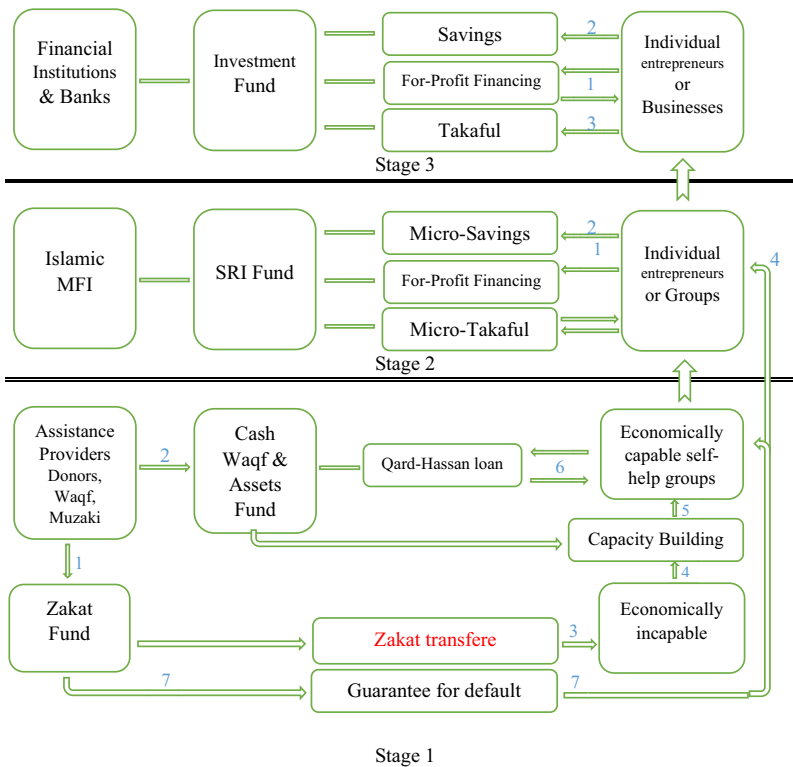 Financial
Institutions
& Banks
Investment
Fund
Savings
For-Profit Financing
Takaful
2
1
3
Individual
entrepreneurs
or
Businesses
Stage 3
Islamic
MFI
SRI Fund
Micro-Savings
For-Profit Financing
Micro-Takaful
2
1
Individual
entrepreneurs
or Groups
4
Stage 2
Assistance
Providers
Donors,
Waqf,
Muzaki
2
Cash
Waqf &
Assets
Fund
Qard-Hassan loan
6
Economically
capable self-
help groups
5
Capacity Building
1
4
Zakat
Fund
Zakat transfere
3
Economically
incapable
7
Guarantee for default
7
Stage 1